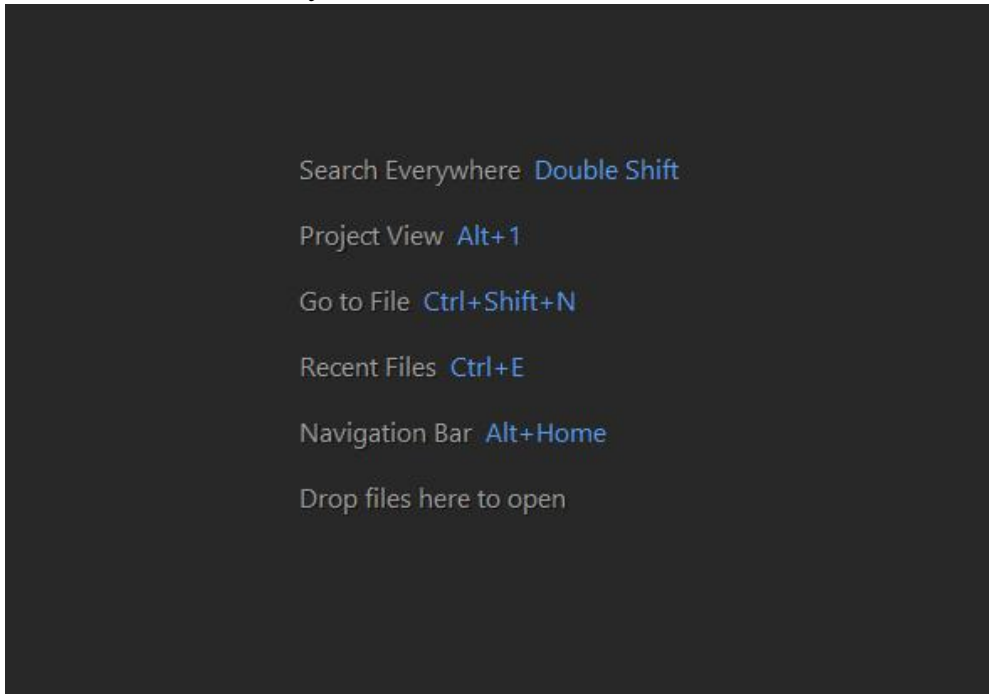 Search Everywhere Double Shift
Project View Alt+1
Go to File Ctrl+Shift+N
Recent Files Ctrl+E
Navigation Bar Alt+Home
Drop files here to open